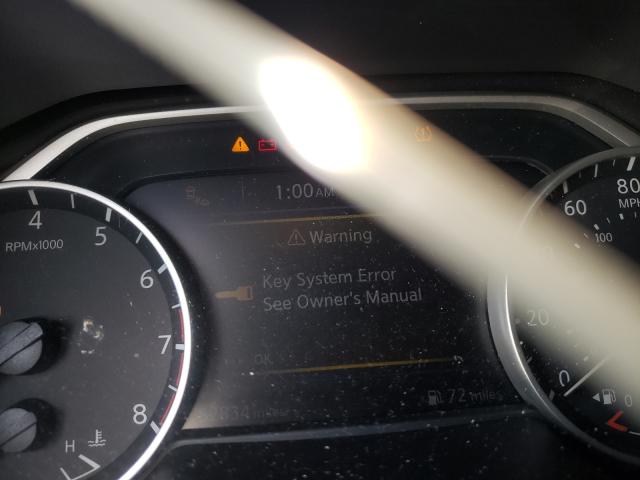 1:00 AM
Warning
Key System Error
See Owner's Manual
OK
72 miles
4
5
6
7
8
RPMx1000
H
80
60
MPH
100
20
0
0